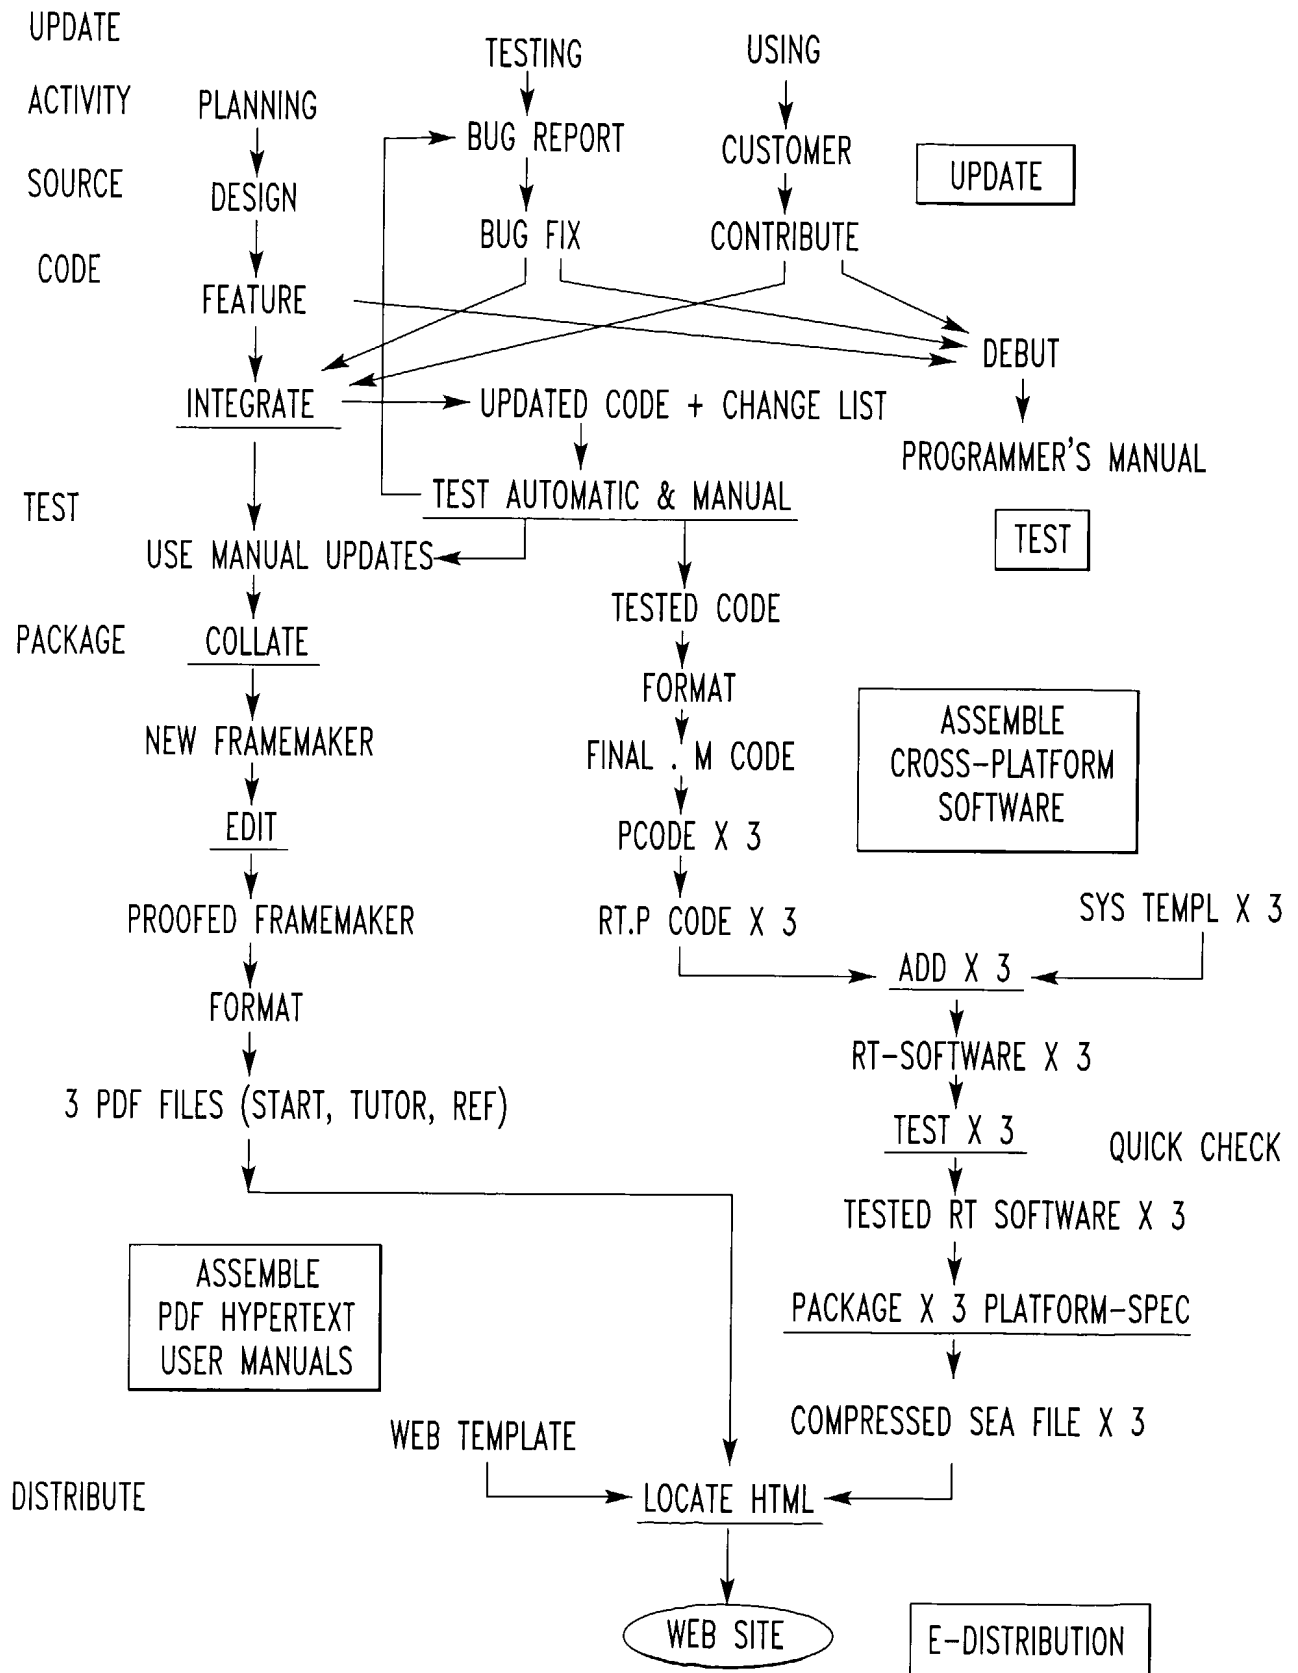 UPDATE
TESTING
USING
ACTIVITY
PLANNING
BUG REPORT
CUSTOMER
UPDATE
SOURCE
DESIGN
BUG FIX
CONTRIBUTE
CODE
FEATURE
DEBUT
INTEGRATE
UPDATED CODE + CHANGE LIST
PROGRAMMER'S MANUAL
TEST
TEST AUTOMATIC & MANUAL
TEST
USE MANUAL UPDATES
TESTED CODE
PACKAGE
COLLATE
FORMAT
ASSEMBLE
CROSS-PLATFORM
SOFTWARE
NEW FRAMEMAKER
FINAL . M CODE
EDIT
PCODE X 3
PROOFED FRAMEMAKER
RT.P CODE X 3
SYS TEMPL X 3
ADD X 3
FORMAT
RT-SOFTWARE X 3
3 PDF FILES (START, TUTOR, REF)
TEST X 3
QUICK CHECK
TESTED RT SOFTWARE X 3
ASSEMBLE
PDF HYPERTEXT
USER MANUALS
PACKAGE X 3 PLATFORM-SPEC
COMPRESSED SEA FILE X 3
WEB TEMPLATE
DISTRIBUTE
LOCATE HTML
WEB SITE
E-DISTRIBUTION